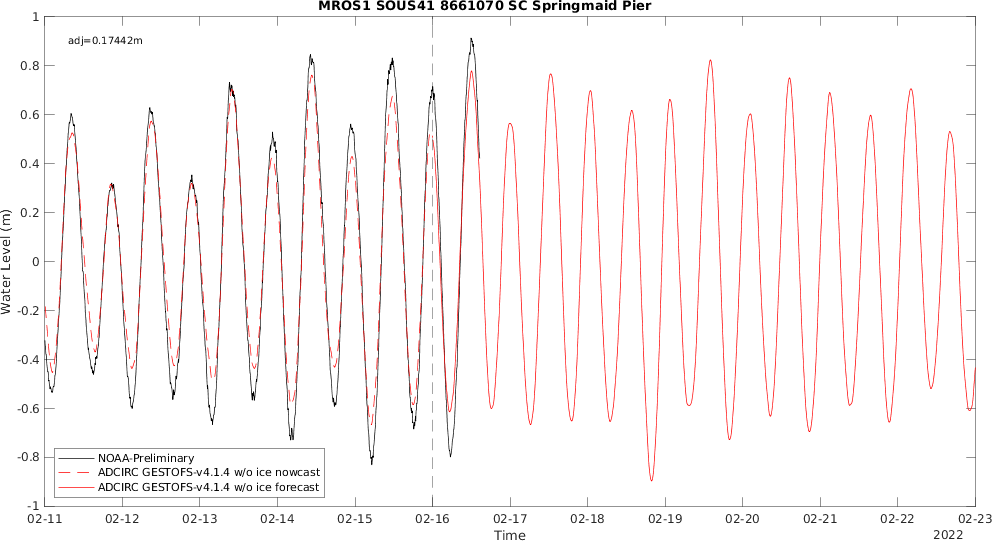 MROS1 SOUS41 8661070 SC Springmaid Pier
adj=0.17442m
Water Level (m)
1
0.8
0.6
0.4
0.2
0
-0.2
-0.4
-0.6
-0.8
-1
NOAA-Preliminary
ADCIRC GESTOFS-v4.1.4 w/o ice nowcast
ADCIRC GESTOFS-v4.1.4 w/o ice forecast
02-11 02-12 02-13 02-14 02-15 02-16 02-17 02-18 02-19 02-20 02-21 02-22 02-23
Time
2022